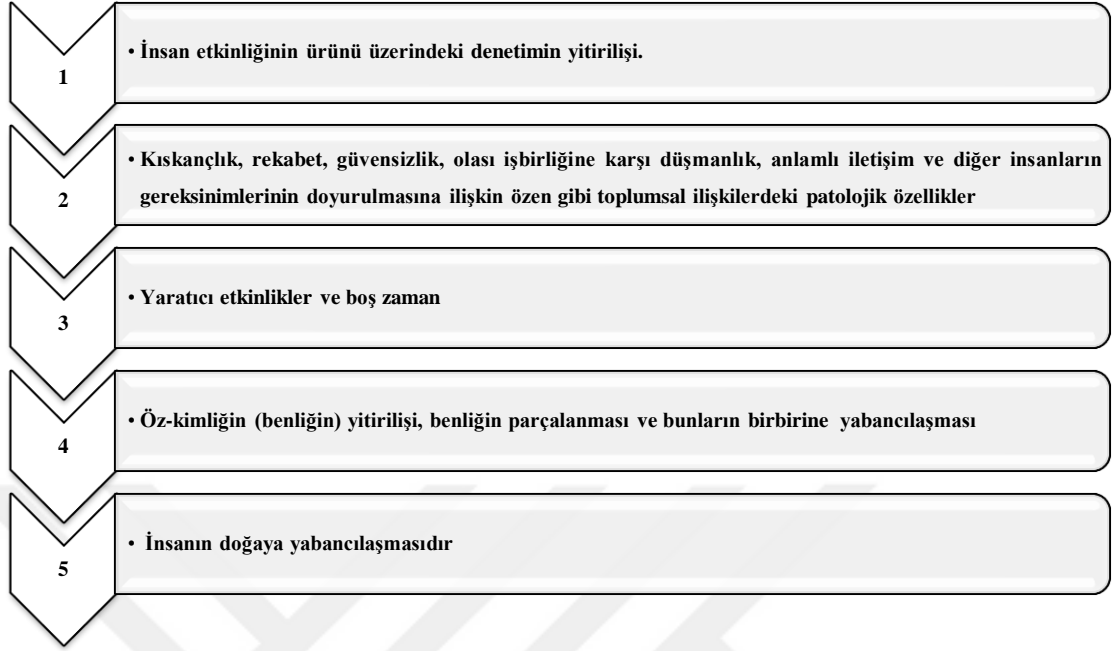 1
• İnsan etkinliğinin ürünü üzerindeki denetimin yitirilişi.
2
• Kıskançlık, rekabet, güvensizlik, olası işbirliğine karşı düşmanlık, anlamlı iletişim ve diğer insanların
gereksinimlerinin doyurulmasına ilişkin özen gibi toplumsal ilişkilerdeki patolojik özellikler
3
• Yaratıcı etkinlikler ve boş zaman
4
• Öz-kimliğin (benliğin) yitirilişi, benliğin parçalanması ve bunların birbirine yabancılaşması
5
• İnsanın doğaya yabancılaşmasıdır